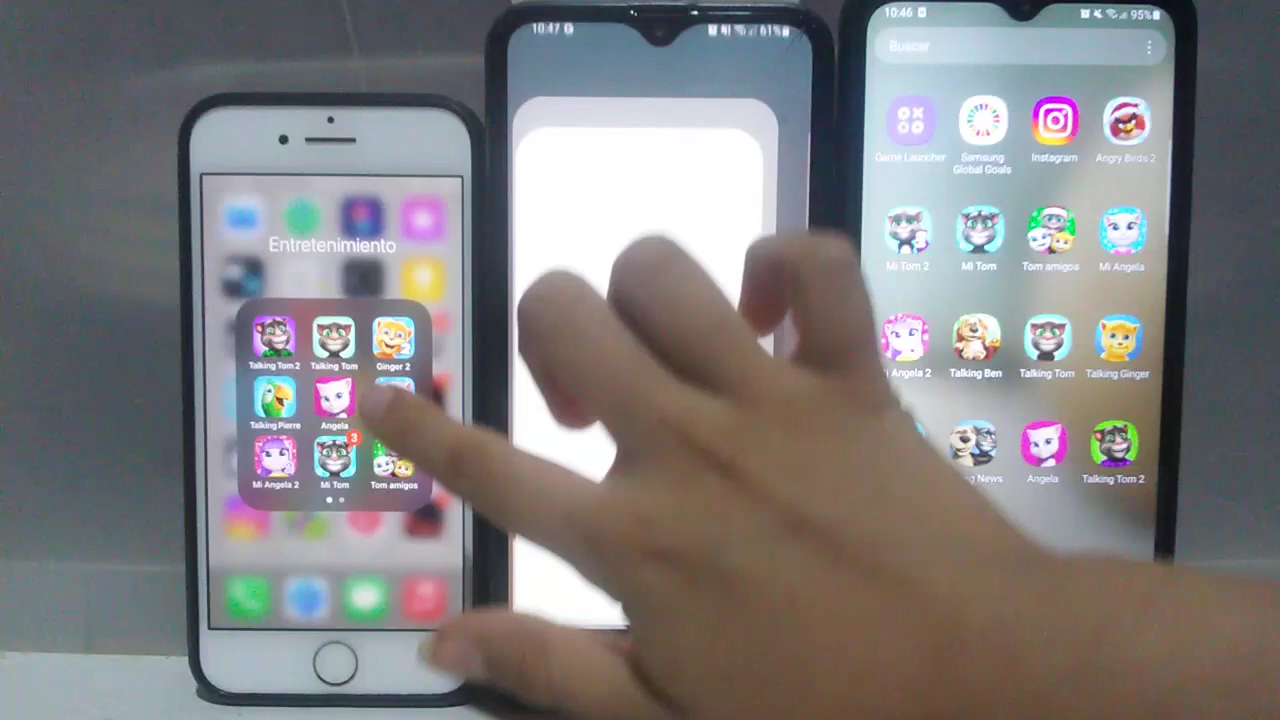 Entretenimiento
Talking Tom 2 Talking Tom Ginger 2
Talking Pierre Angela
3
Mi Angela 2 Mi Tom Tom amigos
10:47 61%
10:46 95%
Buscar
Game Launcher Samsung Global Goals Instagram Angry Birds 2
Mi Tom 2 Mi Tom Tom amigos Mi Angela
Angela 2 Talking Ben Talking Tom Talking Ginger
News Angela Talking Tom 2